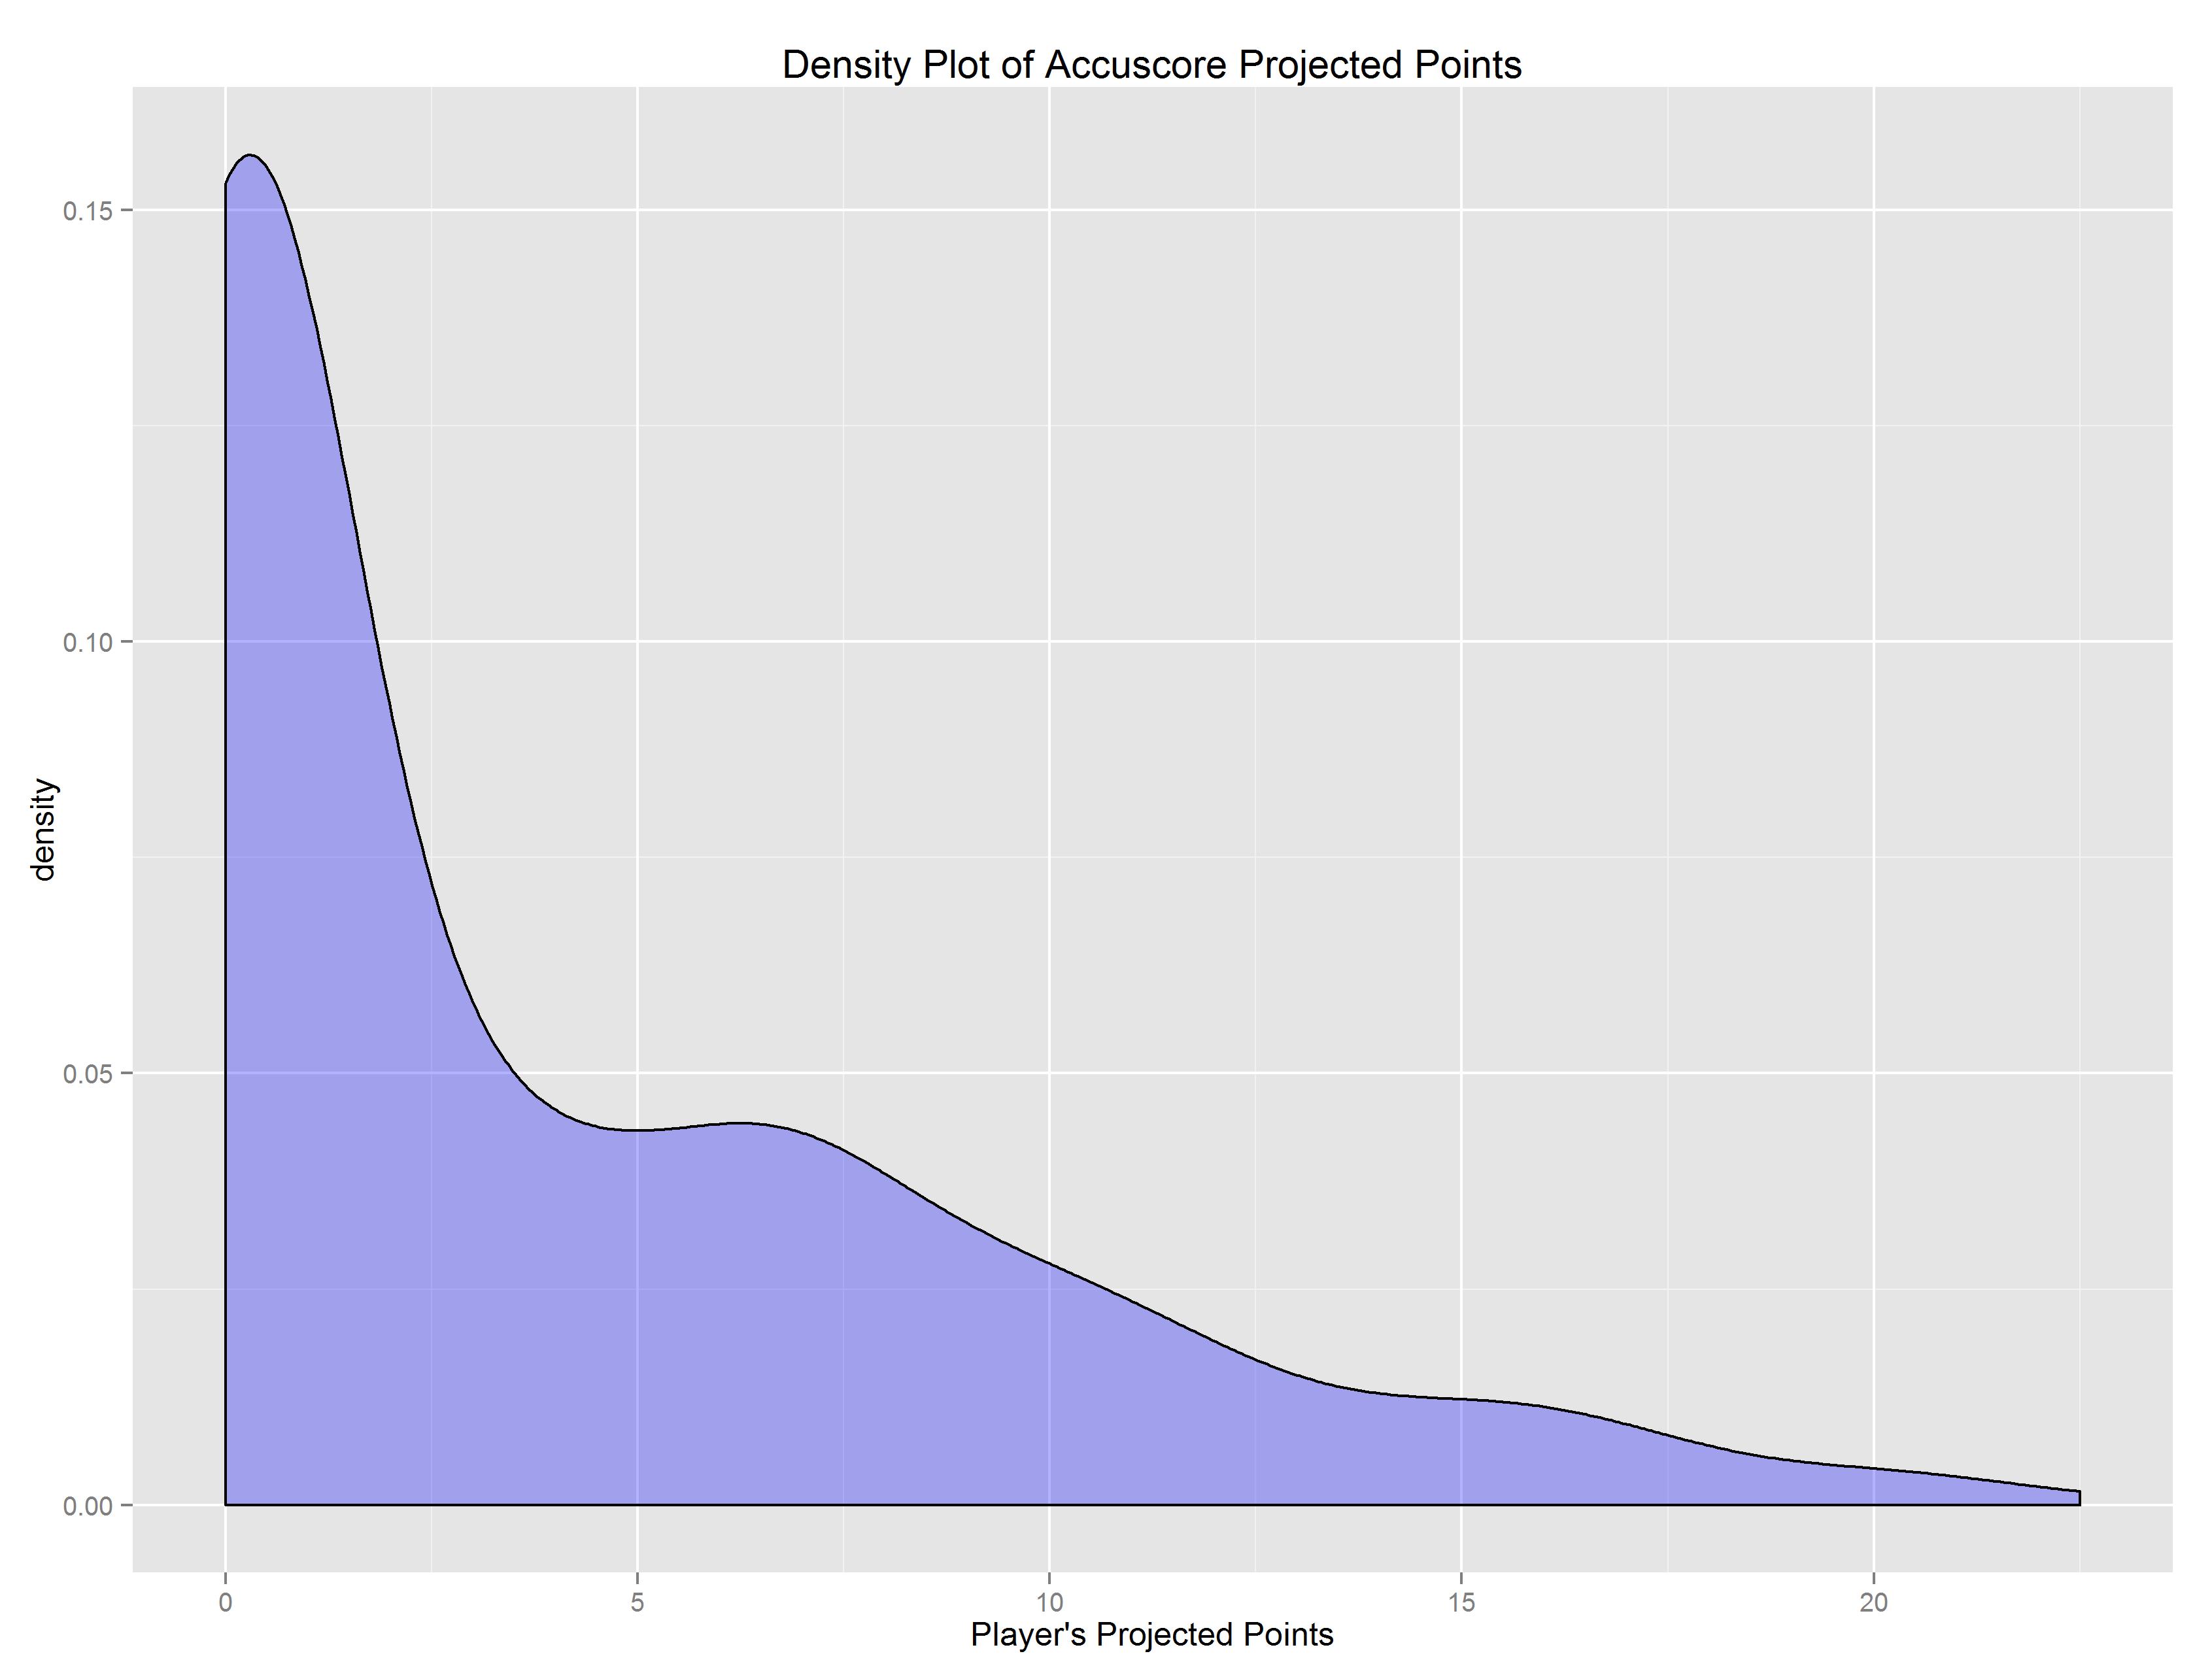 Density Plot of Accuscore Projected Points
0.15
0.10
0.05
0.00
density
0 5 10 15 20
Player's Projected Points